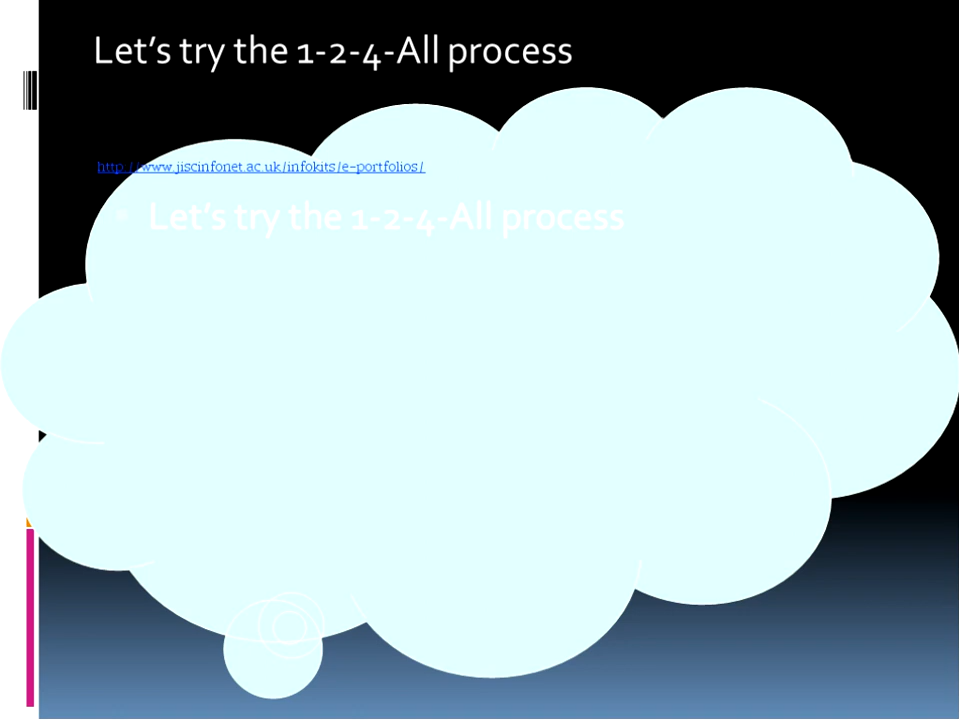 Let's try the 1-2-4-All process
http://www.jiscinfonet.ac.uk/infokits/e-portfolios/
• Let's try the 1-2-4-All process